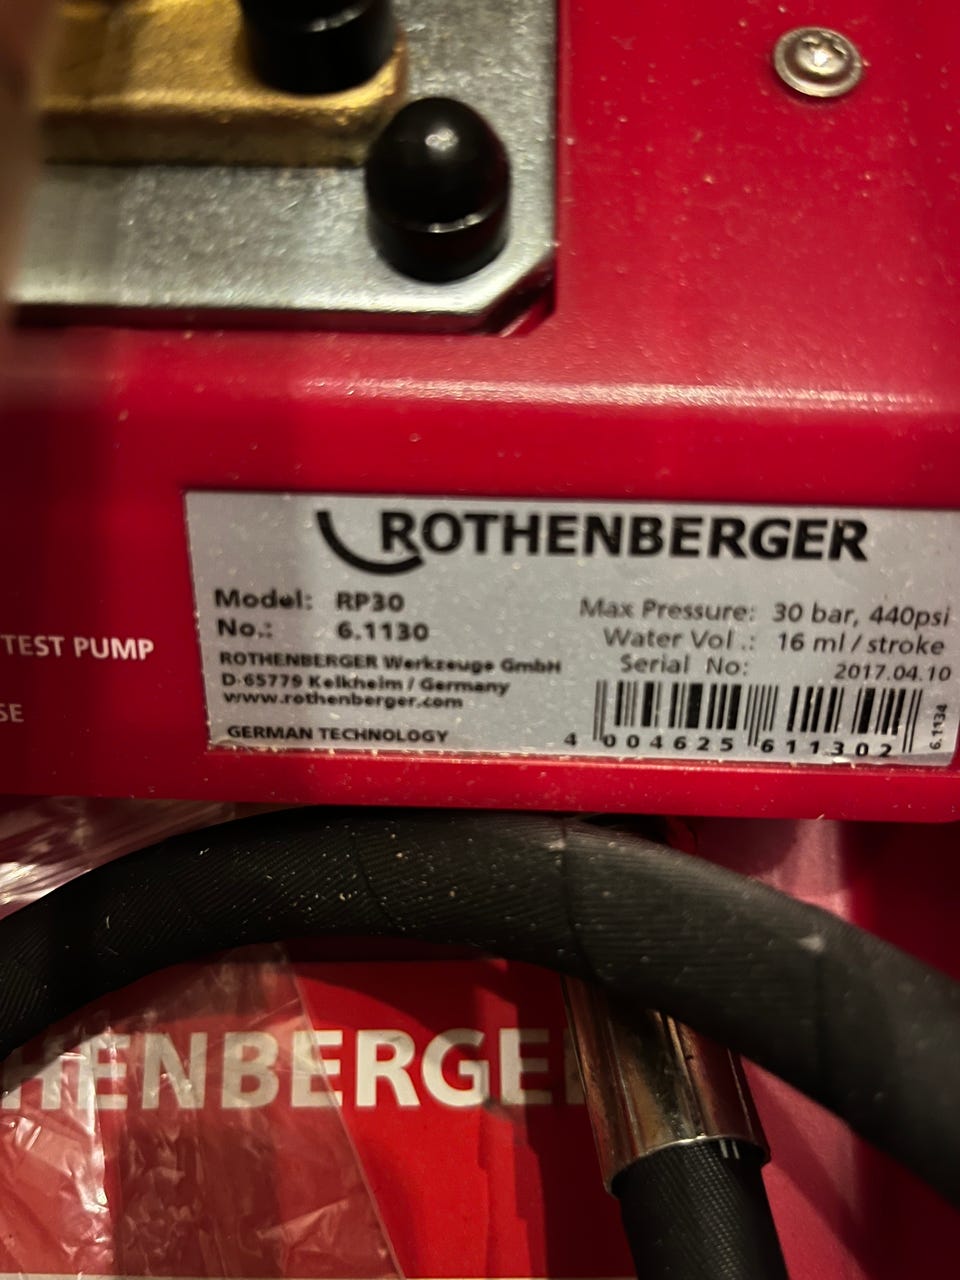 ROTHENBERGER
Model: RP30
No.: 6.1130
ROTHENBERGER Werkzeuge GmbH
D-65779 Kelkheim / Germany
www.rothenberger.com
GERMAN TECHNOLOGY
Max Pressure: 30 bar, 440psi
Water Vol .: 16 ml / stroke
Serial No: 2017.04.10
4 004625 611302
6.1134
TEST PUMP
SE
HENBERGE